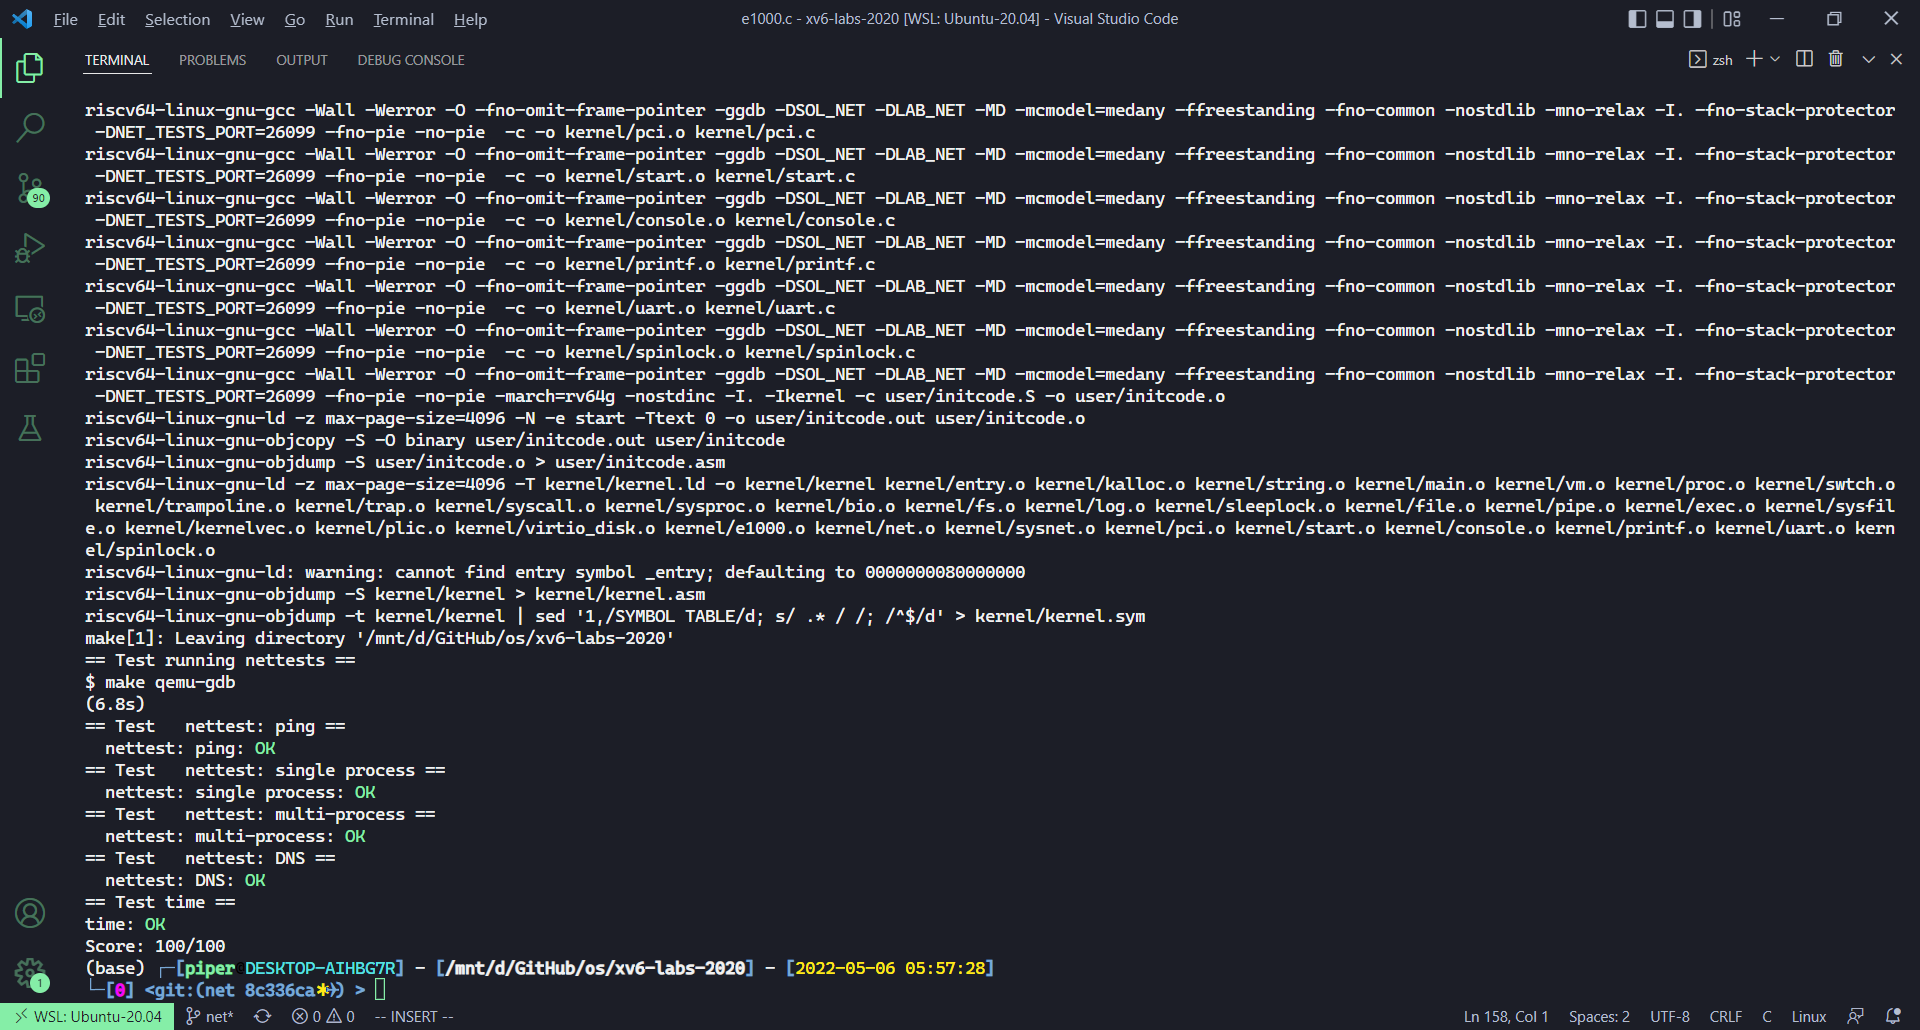 File Edit Selection View Go Run Terminal Help
e1000.c - xv6-labs-2020 [WSL: Ubuntu-20.04] - Visual Studio Code
TERMINAL PROBLEMS OUTPUT DEBUG CONSOLE
zsh
riscv64-linux-gnu-gcc -Wall -Werror -O -fno-omit-frame-pointer -ggdb -DSOL_NET -DLAB_NET -MD -mcmodel=medany -ffreestanding -fno-common -nostdlib -mno-relax -I. -fno-stack-protector
-DNET_TESTS_PORT=26099 -fno-pie -no-pie  -c -o kernel/pci.o kernel/pci.c
riscv64-linux-gnu-gcc -Wall -Werror -O -fno-omit-frame-pointer -ggdb -DSOL_NET -DLAB_NET -MD -mcmodel=medany -ffreestanding -fno-common -nostdlib -mno-relax -I. -fno-stack-protector
-DNET_TESTS_PORT=26099 -fno-pie -no-pie  -c -o kernel/start.o kernel/start.c
riscv64-linux-gnu-gcc -Wall -Werror -O -fno-omit-frame-pointer -ggdb -DSOL_NET -DLAB_NET -MD -mcmodel=medany -ffreestanding -fno-common -nostdlib -mno-relax -I. -fno-stack-protector
-DNET_TESTS_PORT=26099 -fno-pie -no-pie  -c -o kernel/console.o kernel/console.c
riscv64-linux-gnu-gcc -Wall -Werror -O -fno-omit-frame-pointer -ggdb -DSOL_NET -DLAB_NET -MD -mcmodel=medany -ffreestanding -fno-common -nostdlib -mno-relax -I. -fno-stack-protector
-DNET_TESTS_PORT=26099 -fno-pie -no-pie  -c -o kernel/printf.o kernel/printf.c
riscv64-linux-gnu-gcc -Wall -Werror -O -fno-omit-frame-pointer -ggdb -DSOL_NET -DLAB_NET -MD -mcmodel=medany -ffreestanding -fno-common -nostdlib -mno-relax -I. -fno-stack-protector
-DNET_TESTS_PORT=26099 -fno-pie -no-pie  -c -o kernel/uart.o kernel/uart.c
riscv64-linux-gnu-gcc -Wall -Werror -O -fno-omit-frame-pointer -ggdb -DSOL_NET -DLAB_NET -MD -mcmodel=medany -ffreestanding -fno-common -nostdlib -mno-relax -I. -fno-stack-protector
-DNET_TESTS_PORT=26099 -fno-pie -no-pie  -c -o kernel/spinlock.o kernel/spinlock.c
riscv64-linux-gnu-gcc -Wall -Werror -O -fno-omit-frame-pointer -ggdb -DSOL_NET -DLAB_NET -MD -mcmodel=medany -ffreestanding -fno-common -nostdlib -mno-relax -I. -fno-stack-protector
-DNET_TESTS_PORT=26099 -fno-pie -no-pie -march=rv64g -nostdinc -I. -Ikernel -c user/initcode.S -o user/initcode.o
riscv64-linux-gnu-ld -z max-page-size=4096 -N -e start -Ttext 0 -o user/initcode.out user/initcode.o
riscv64-linux-gnu-objcopy -S -O binary user/initcode.out user/initcode
riscv64-linux-gnu-objdump -S user/initcode.o > user/initcode.asm
riscv64-linux-gnu-ld -z max-page-size=4096 -T kernel/kernel.ld -o kernel/kernel kernel/entry.o kernel/kalloc.o kernel/string.o kernel/main.o kernel/vm.o kernel/proc.o kernel/swtch.o
kernel/trampoline.o kernel/trap.o kernel/syscall.o kernel/sysproc.o kernel/bio.o kernel/fs.o kernel/log.o kernel/sleeplock.o kernel/file.o kernel/pipe.o kernel/exec.o kernel/sysfil
e.o kernel/kernelvec.o kernel/plic.o kernel/virtio_disk.o kernel/e1000.o kernel/net.o kernel/sysnet.o kernel/pci.o kernel/start.o kernel/console.o kernel/printf.o kernel/uart.o kern
el/spinlock.o
riscv64-linux-gnu-ld: warning: cannot find entry symbol _entry; defaulting to 0000000080000000
riscv64-linux-gnu-objdump -S kernel/kernel > kernel/kernel.asm
riscv64-linux-gnu-objdump -t kernel/kernel | sed '1,/SYMBOL TABLE/d; s/ .* / /; /^$/d' > kernel/kernel.sym
make[1]: Leaving directory '/mnt/d/GitHub/os/xv6-labs-2020'
== Test running nettests ==
$ make qemu-gdb
(6.8s)
== Test   nettest: ping ==
nettest: ping: OK
== Test   nettest: single process ==
nettest: single process: OK
== Test   nettest: multi-process ==
nettest: multi-process: OK
== Test   nettest: DNS ==
nettest: DNS: OK
== Test time ==
time: OK
Score: 100/100
(base) ┌─[piper@DESKTOP-AIHBG7R] - [/mnt/d/GitHub/os/xv6-labs-2020] - [2022-05-06 05:57:28]
└─[0] <git:(net 8c336ca✱✈) >
90
1
WSL: Ubuntu-20.04 net* 0 0 -- INSERT -- Ln 158, Col 1 Spaces: 2 UTF-8 CRLF C Linux